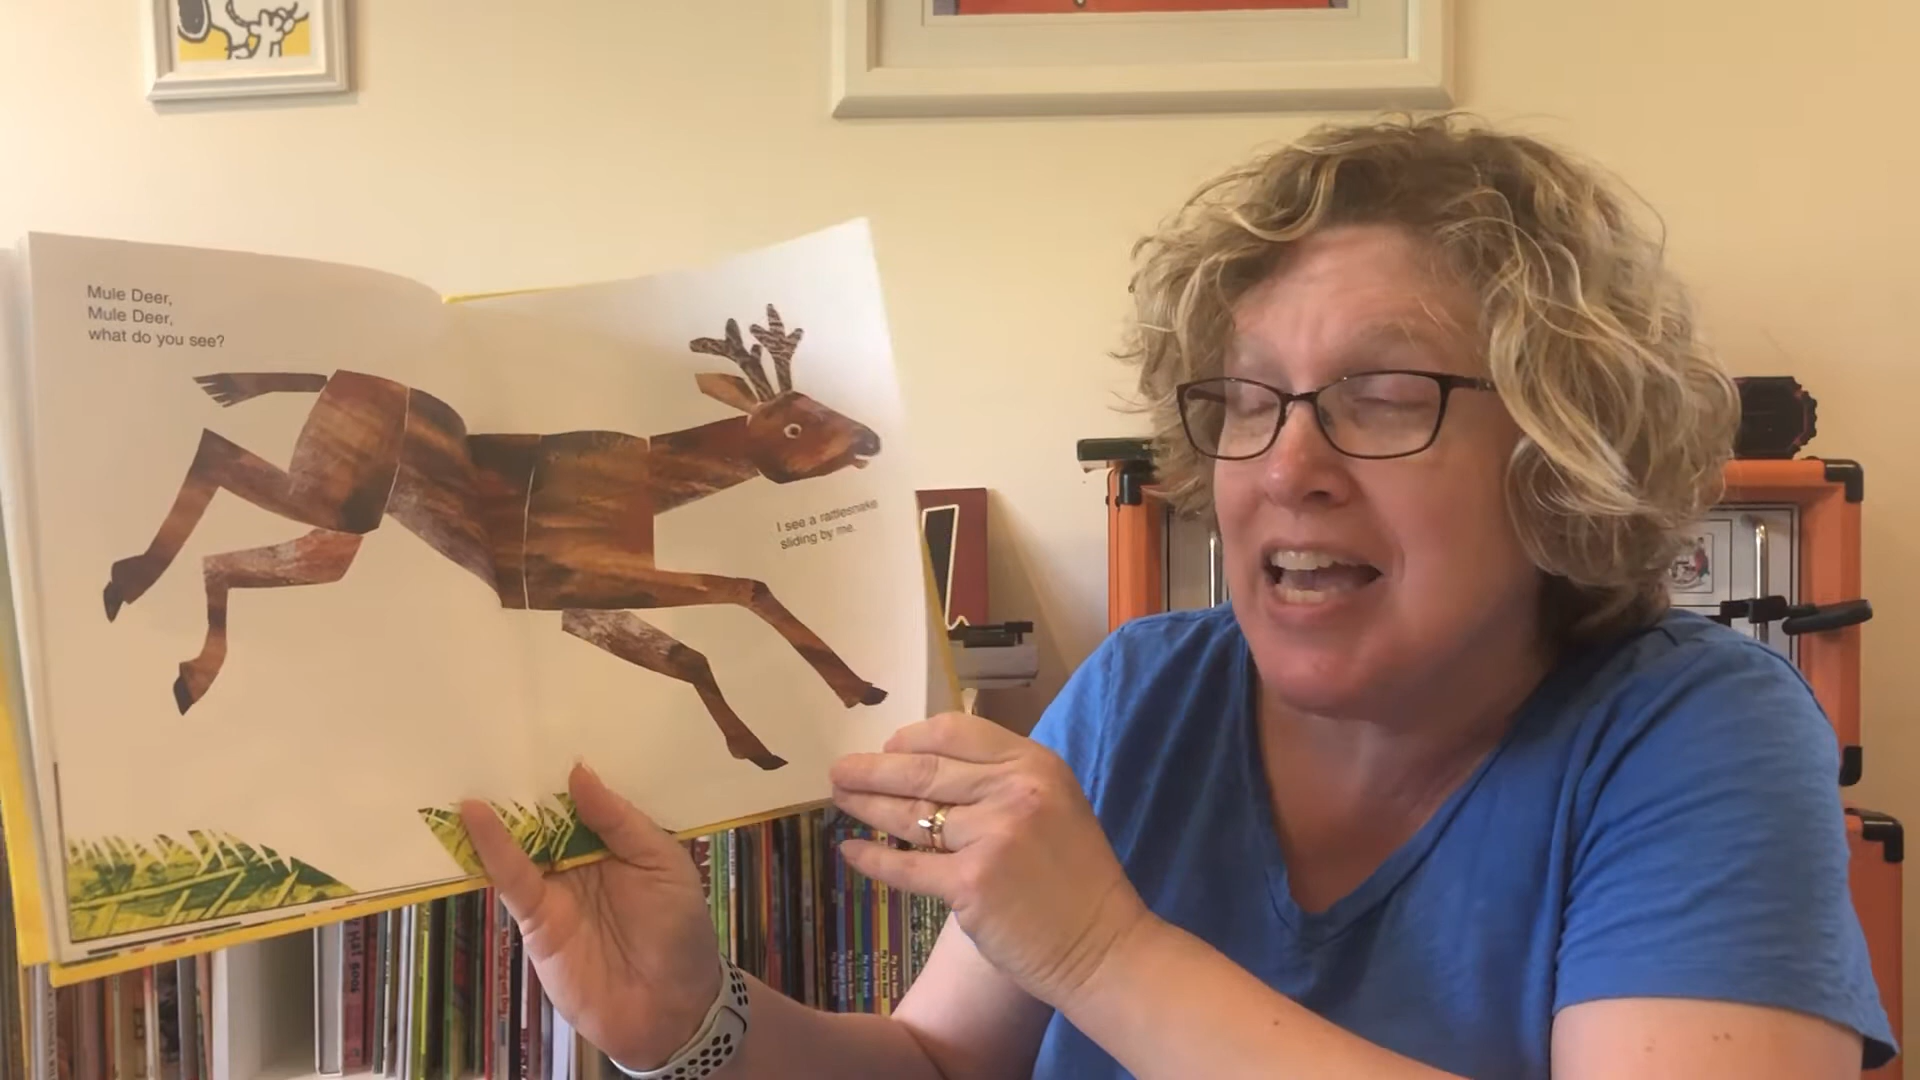 Mule Deer,
Mule Deer,
what do you see?
I see a rattlesnake
sliding by me.